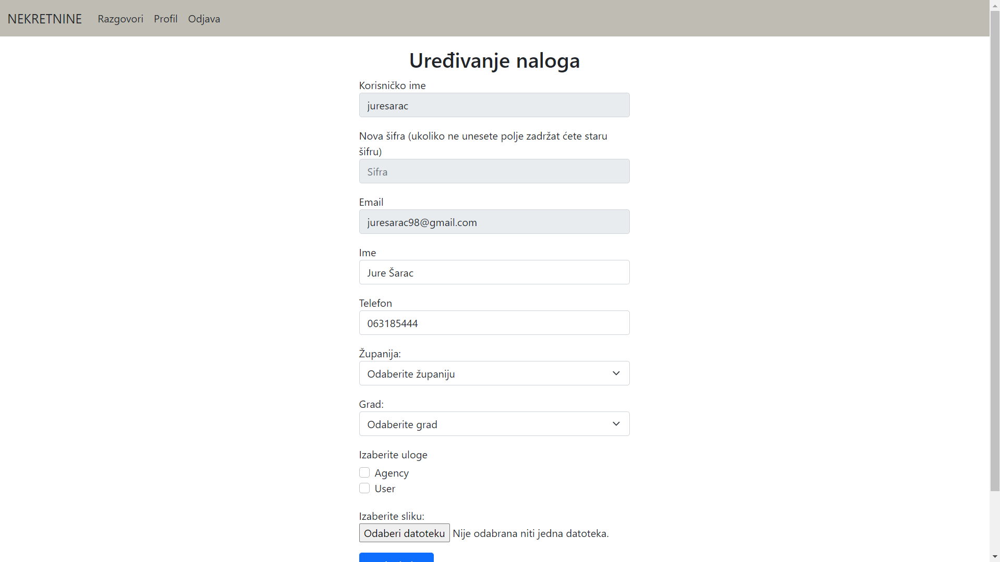 NEKRETNINE Razgovori Profil Odjava
Uređivanje naloga
Korisničko ime
juresarac
Nova šifra (ukoliko ne unesete polje zadržat ćete staru
šifru)
Sifra
Email
juresarac98@gmail.com
Ime
Jure Šarac
Telefon
063185444
Županija:
Odaberite županiju
Grad:
Odaberite grad
Izaberite uloge
Agency
User
Izaberite sliku:
Odaberi datoteku Nije odabrana niti jedna datoteka.